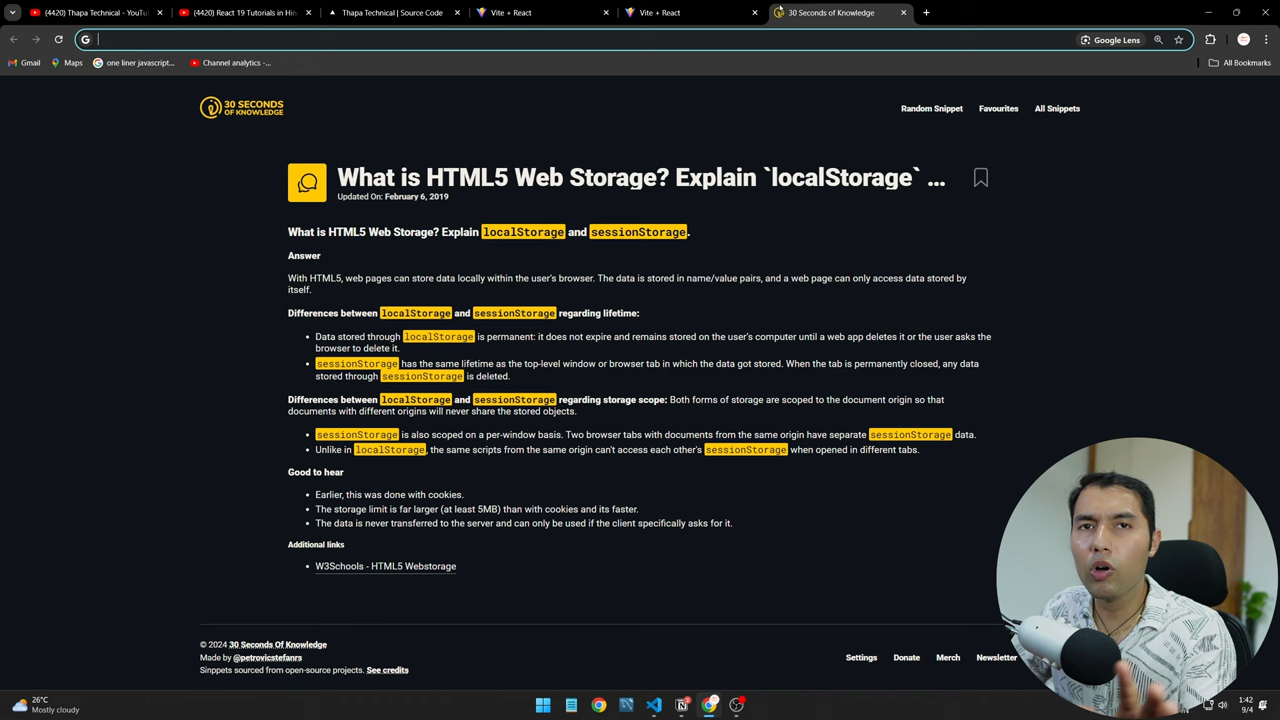 (4420) Thapa Technical - YouTu
(4420) React 19 Tutorials in Hin
Thapa Technical | Source Code
Vite + React
Vite + React
30 Seconds of Knowledge
Google Lens
Gmail
Maps
one liner javascript...
Channel analytics -...
All Bookmarks
30 SECONDS
OF KNOWLEDGE
Random Snippet
Favourites
All Snippets
What is HTML5 Web Storage? Explain `localStorage` ...
Updated On: February 6, 2019
What is HTML5 Web Storage? Explain localStorage and sessionStorage.
Answer
With HTML5, web pages can store data locally within the user's browser. The data is stored in name/value pairs, and a web page can only access data stored by
itself.
Differences between localStorage and sessionStorage regarding lifetime:
• Data stored through localStorage is permanent: it does not expire and remains stored on the user's computer until a web app deletes it or the user asks the
browser to delete it.
• sessionStorage has the same lifetime as the top-level window or browser tab in which the data got stored. When the tab is permanently closed, any data
stored through sessionStorage is deleted.
Differences between localStorage and sessionStorage regarding storage scope: Both forms of storage are scoped to the document origin so that
documents with different origins will never share the stored objects.
• sessionStorage is also scoped on a per-window basis. Two browser tabs with documents from the same origin have separate sessionStorage data.
• Unlike in localStorage, the same scripts from the same origin can't access each other's sessionStorage when opened in different tabs.
Good to hear
• Earlier, this was done with cookies.
• The storage limit is far larger (at least 5MB) than with cookies and its faster.
• The data is never transferred to the server and can only be used if the client specifically asks for it.
Additional links
• W3Schools - HTML5 Webstorage
© 2024 30 Seconds Of Knowledge
Made by @petrovicstefanrs
Sinppets sourced from open-source projects. See credits
Settings
Donate
Merch
Newsletter
26°C
Mostly cloudy
1:42
9/4